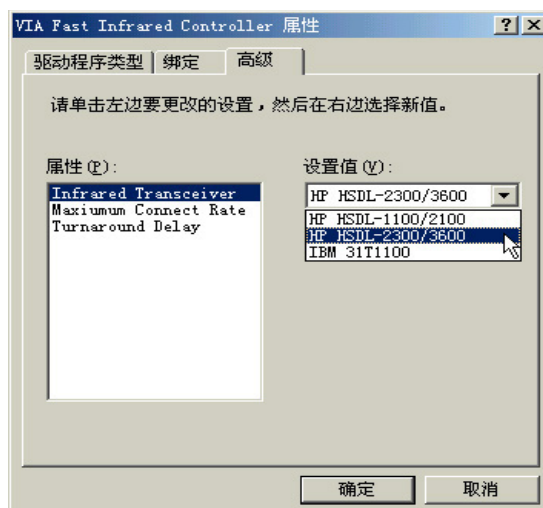 VIA Fast Infrared Controller 属性
驱动程序类型 绑定 高级
请单击左边要更改的设置，然后在右边选择新值。
属性(P):
Infrared Transceiver
Maxiumum Connect Rate
Turnaround Delay
设置值(V):
HP HSDL-2300/3600
HP HSDL-1100/2100
HP HSDL-2300/3600
IBM 31T1100
确定 取消